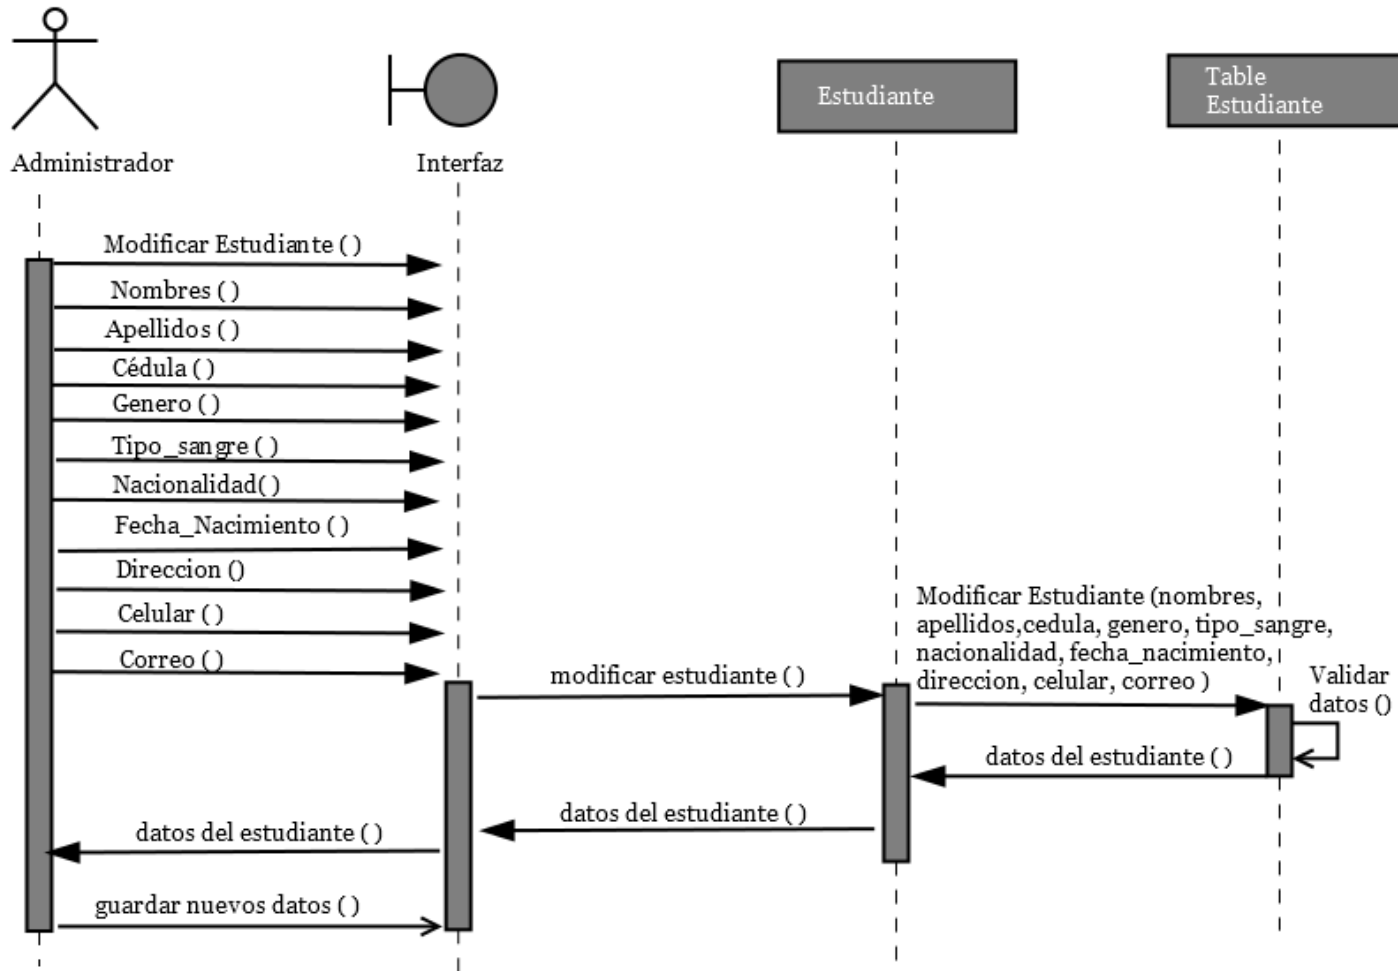 Estudiante
Table
Estudiante
Administrador
Interfaz
Modificar Estudiante ( )
Nombres ( )
Apellidos ( )
Cédula ( )
Genero ( )
Tipo_sangre ( )
Nacionalidad( )
Fecha_Nacimiento ( )
Direccion ()
Celular ( )
Correo ( )
modificar estudiante ( )
Modificar Estudiante (nombres,
apellidos,cedula, genero, tipo_sangre,
nacionalidad, fecha_nacimiento,
direccion, celular, correo )
Validar
datos ()
datos del estudiante ( )
datos del estudiante ( )
datos del estudiante ( )
guardar nuevos datos ( )